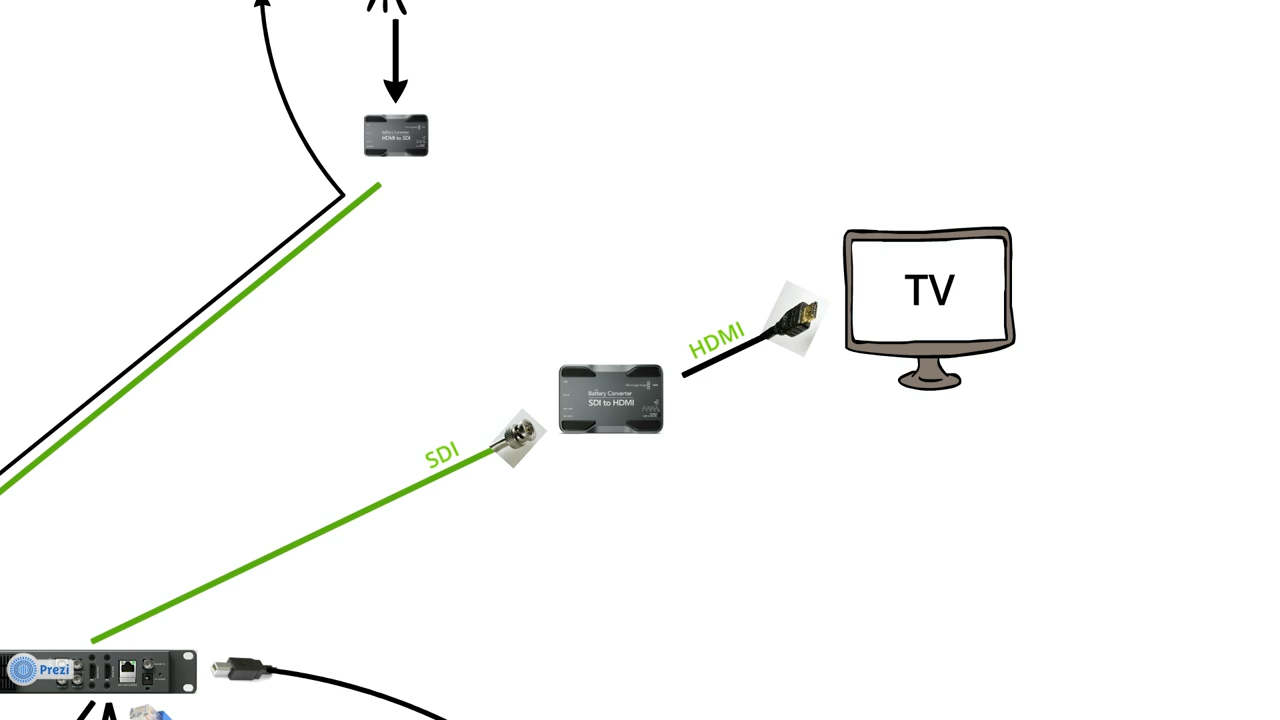 Battery Converter
HDMI to SDI
TV
HDMI
Battery Converter
SDI to HDMI
SDI
Prezi